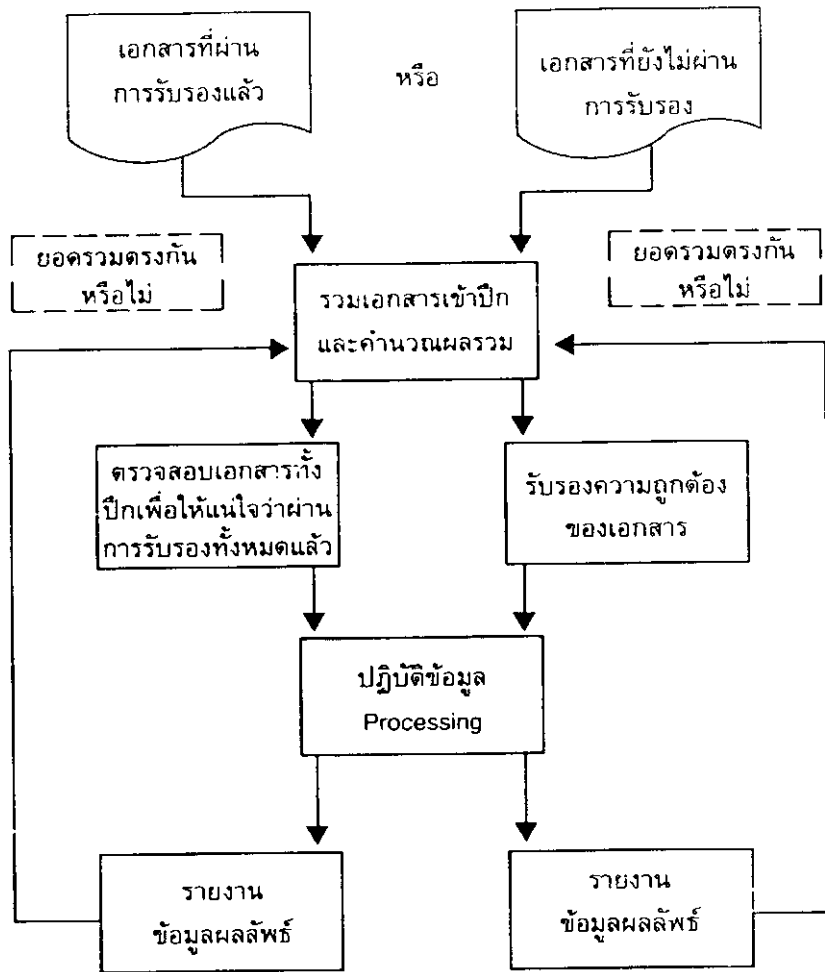 เอกสารที่ผ่าน
การรับรองแล้ว
หรือ
เอกสารที่ยังไม่ผ่าน
การรับรอง
ยอดรวมตรงกัน
หรือไม่
ยอดรวมตรงกัน
หรือไม่
รวมเอกสารเข้าปึก
และคำนวณผลรวม
ตรวจสอบเอกสารทั้ง
ปึกเพื่อให้แน่ใจว่าผ่าน
การรับรองทั้งหมดแล้ว
รับรองความถูกต้อง
ของเอกสาร
ปฏิบัติข้อมูล
Processing
รายงาน
ข้อมูลผลลัพธ์
รายงาน
ข้อมูลผลลัพธ์